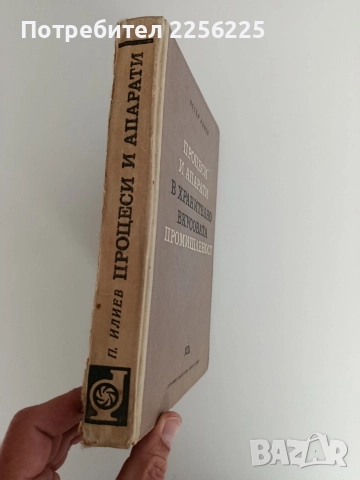 Потребител 2256225
П. ИЛИЕВ ПРОЦЕСИ И АПАРАТИ
ПРОЦЕСИ
И АПАРАТИ
В ХРАНИТЕЛНО
ВКУСОВАТА
ПРОМИШЛЕНОСТ
BAZAR